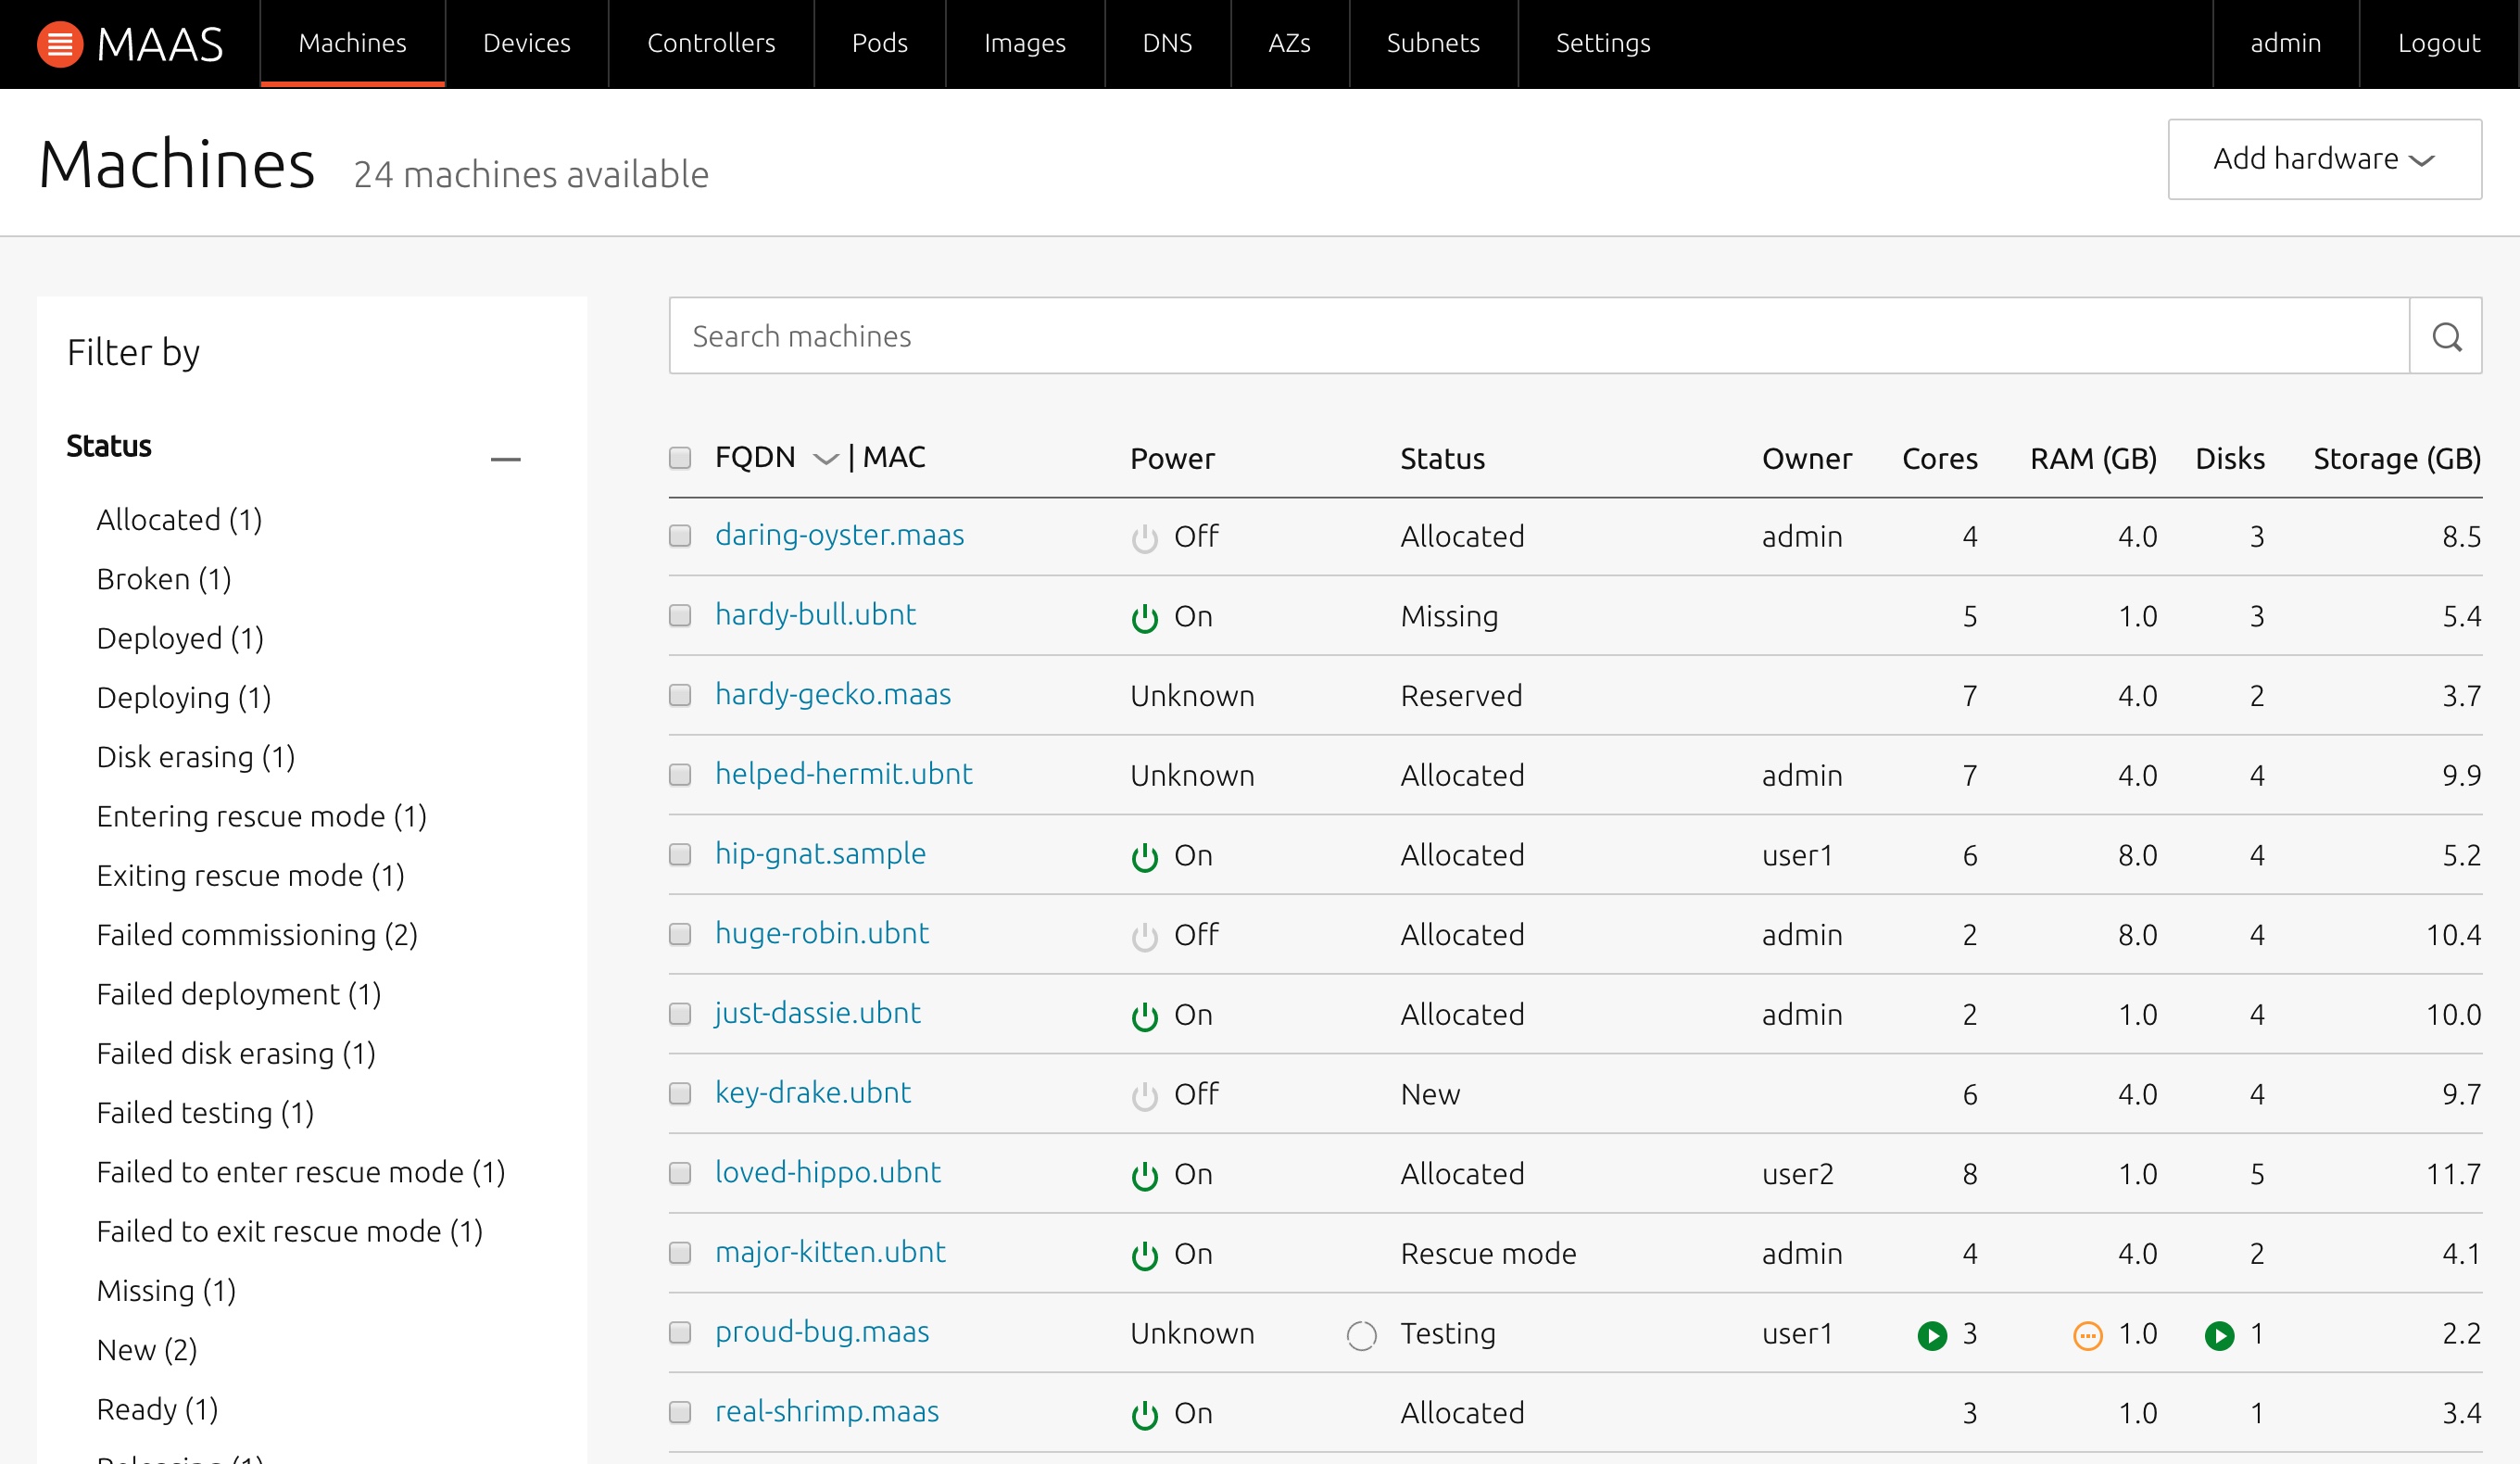 MAAS Machines Devices Controllers Pods Images DNS AZs Subnets Settings admin Logout
Machines 24 machines available Add hardware
Filter by
Status
Allocated (1)
Broken (1)
Deployed (1)
Deploying (1)
Disk erasing (1)
Entering rescue mode (1)
Exiting rescue mode (1)
Failed commissioning (2)
Failed deployment (1)
Failed disk erasing (1)
Failed testing (1)
Failed to enter rescue mode (1)
Failed to exit rescue mode (1)
Missing (1)
New (2)
Ready (1)
Search machines
FQDN | MAC Power Status Owner Cores RAM (GB) Disks Storage (GB)
daring-oyster.maas Off Allocated admin 4 4.0 3 8.5
hardy-bull.ubnt On Missing 5 1.0 3 5.4
hardy-gecko.maas Unknown Reserved 7 4.0 2 3.7
helped-hermit.ubnt Unknown Allocated admin 7 4.0 4 9.9
hip-gnat.sample On Allocated user1 6 8.0 4 5.2
huge-robin.ubnt Off Allocated admin 2 8.0 4 10.4
just-dassie.ubnt On Allocated admin 2 1.0 4 10.0
key-drake.ubnt Off New 6 4.0 4 9.7
loved-hippo.ubnt On Allocated user2 8 1.0 5 11.7
major-kitten.ubnt On Rescue mode admin 4 4.0 2 4.1
proud-bug.maas Unknown Testing user1 3 1.0 1 2.2
real-shrimp.maas On Allocated 3 1.0 1 3.4